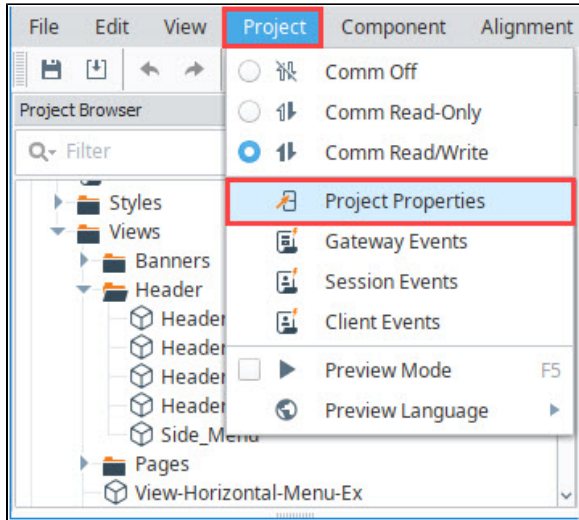 File Edit View Project Component Alignment
Comm Off
Project Browser
Comm Read-Only
Filter
Comm Read/Write
Styles
Project Properties
Views
Gateway Events
Banners
Session Events
Header
Client Events
Header
Header
Preview Mode F5
Header
Header
Preview Language
Side_Menu
Pages
View-Horizontal-Menu-Ex